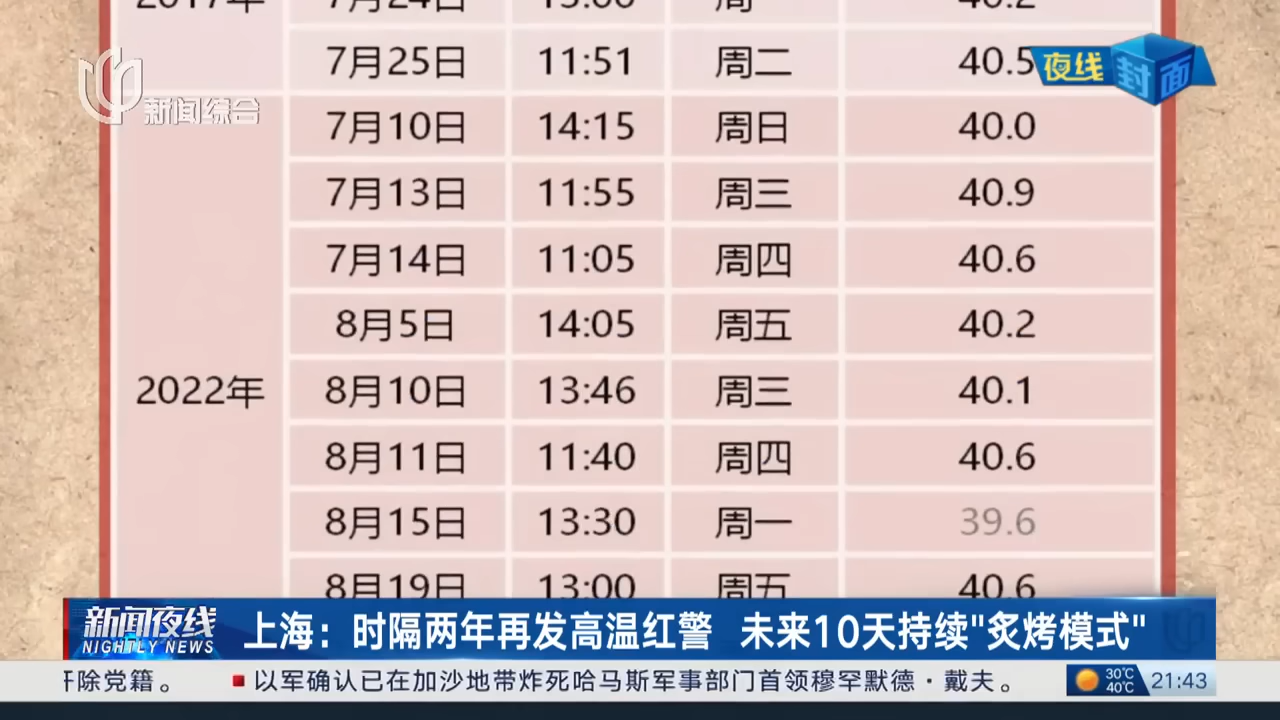 2017年 7月24日 13:00 周一 40.2
7月25日 11:51 周二 40.5
夜线 封面
新闻综合
7月10日 14:15 周日 40.0
7月13日 11:55 周三 40.9
7月14日 11:05 周四 40.6
8月5日 14:05 周五 40.2
2022年 8月10日 13:46 周三 40.1
8月11日 11:40 周四 40.6
8月15日 13:30 周一 39.6
8月19日 13:00 周五 40.6
新闻夜线 上海：时隔两年再发高温红警 未来10天持续"炙烤模式"
NIGHTLY NEWS
除党籍。 以军确认已在加沙地带炸死哈马斯军事部门首领穆罕默德·戴夫。 30℃ 40℃ 21:43